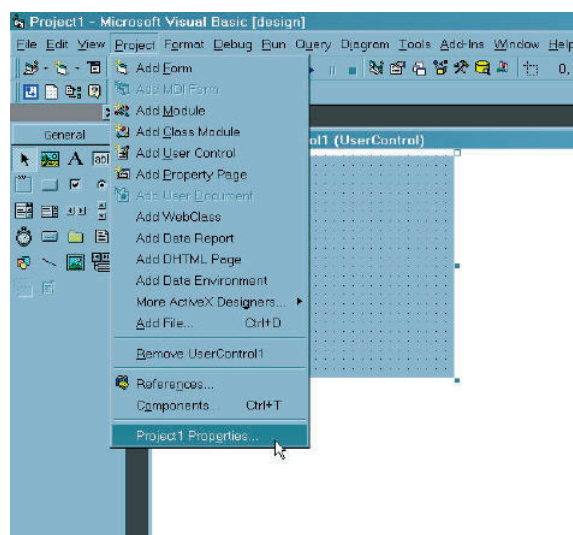 Project1 - Microsoft Visual Basic [design]
File Edit View Project Format Debug Run Query Diagram Tools Add-Ins Window Help
Add Form
0,
Add MDI Form
Add Module
General
Add Class Module
ol1 (UserControl)
A abl
Add User Control
Add Property Page
Add User Document
Add WebClass
Add Data Report
Add DHTML Page
Add Data Environment
More ActiveX Designers...
Add File... Ctrl+D
Remove UserControl1
References...
Components... Ctrl+T
Project1 Properties...